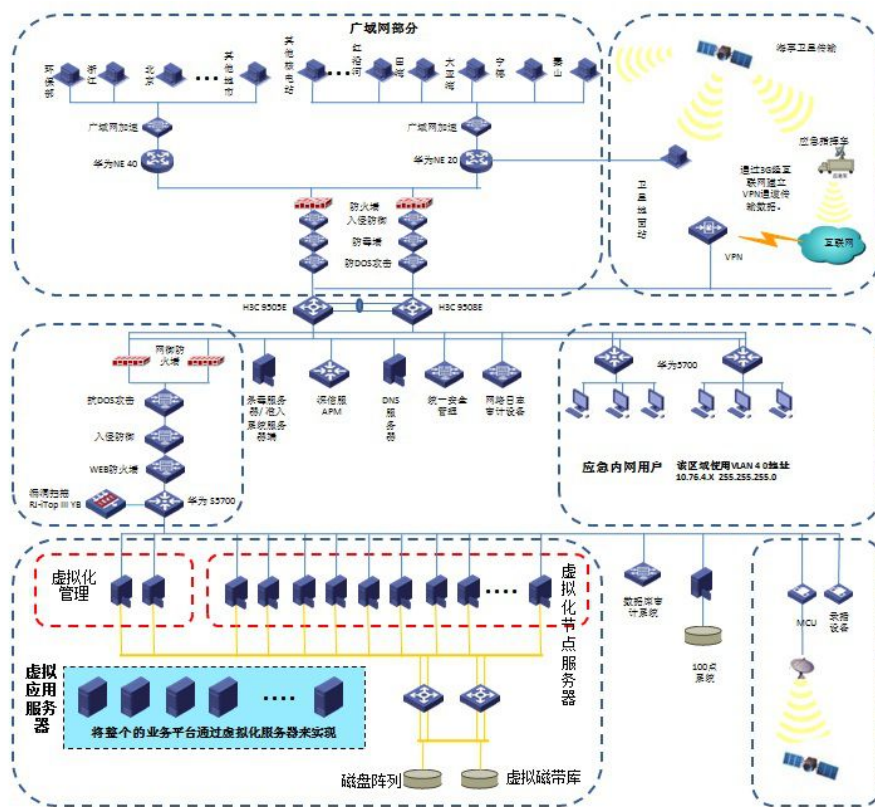 广域网部分
环保部
浙江
北京
其他城市
其他核电站
红沿河
田湾
大亚湾
宁德
秦山
海事卫星传输
广域网加速
广域网加速
应急指挥车
华为NE 40
华为NE 20
通过3G经互
联网建立
VPN通道传
输数据。
卫星地面站
防火墙
入侵防御
防毒墙
防DOS攻击
VPN
互联网
H3C 9505E
H3C 9508E
网御防
火墙
华为5700
抗DOS攻击
杀毒服务
器/准入
系统服务
器端
深信服
APM
DNS
服
务
器
统一安全
管理
网络日志
审计设备
入侵防御
WEB防火墙
应急内网用户
该区域使用VLAN 4 0地址
10.76.4.X 255.255.255.0
漏洞扫描
RJ-iTop III YB
华为 S5700
虚拟化
管理
虚拟化节点服务器
数据库审
计系统
100点
系统
MCU
录播
设备
虚拟
应用
服务
器
将整个的业务平台通过虚拟化服务器来实现
磁盘阵列
虚拟磁带库